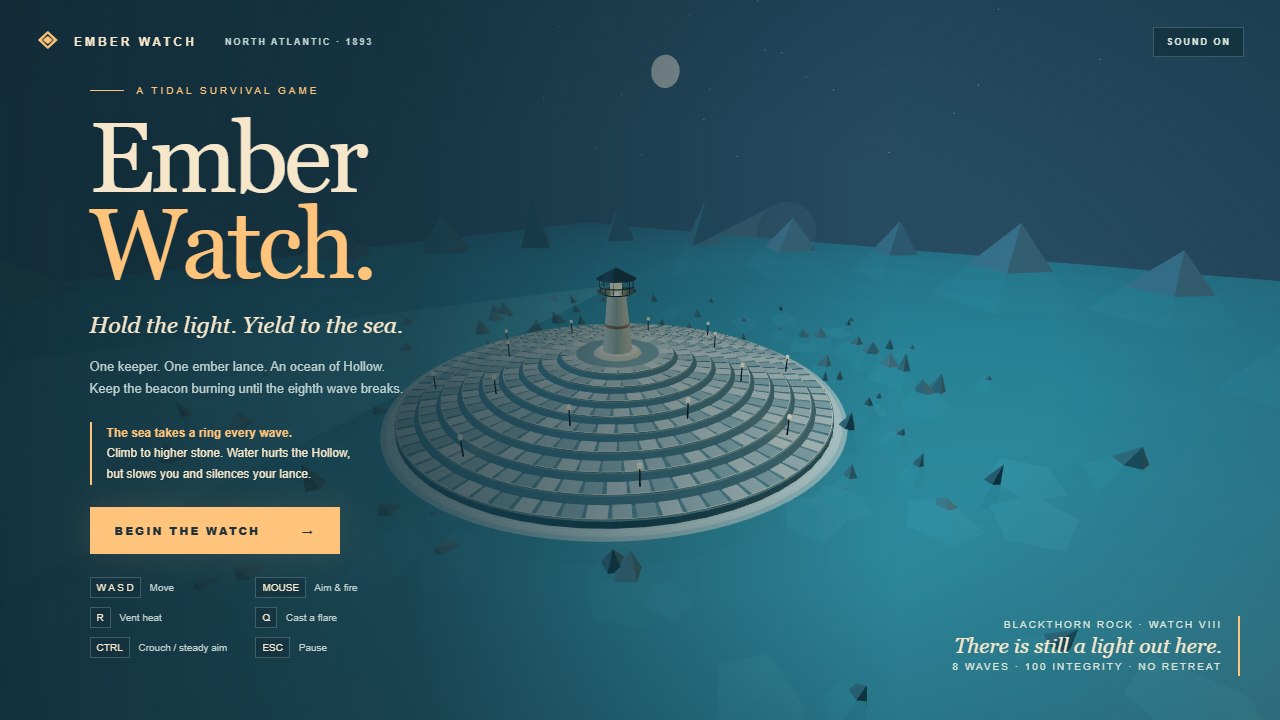 EMBER WATCH
NORTH ATLANTIC · 1893
SOUND ON
A TIDAL SURVIVAL GAME
Ember
Watch.
Hold the light. Yield to the sea.
One keeper. One ember lance. An ocean of Hollow.
Keep the beacon burning until the eighth wave breaks.
The sea takes a ring every wave.
Climb to higher stone. Water hurts the Hollow,
but slows you and silences your lance.
BEGIN THE WATCH →
WASD Move
MOUSE Aim & fire
R Vent heat
Q Cast a flare
CTRL Crouch / steady aim
ESC Pause
BLACKTHORN ROCK · WATCH VIII
There is still a light out here.
8 WAVES · 100 INTEGRITY · NO RETREAT